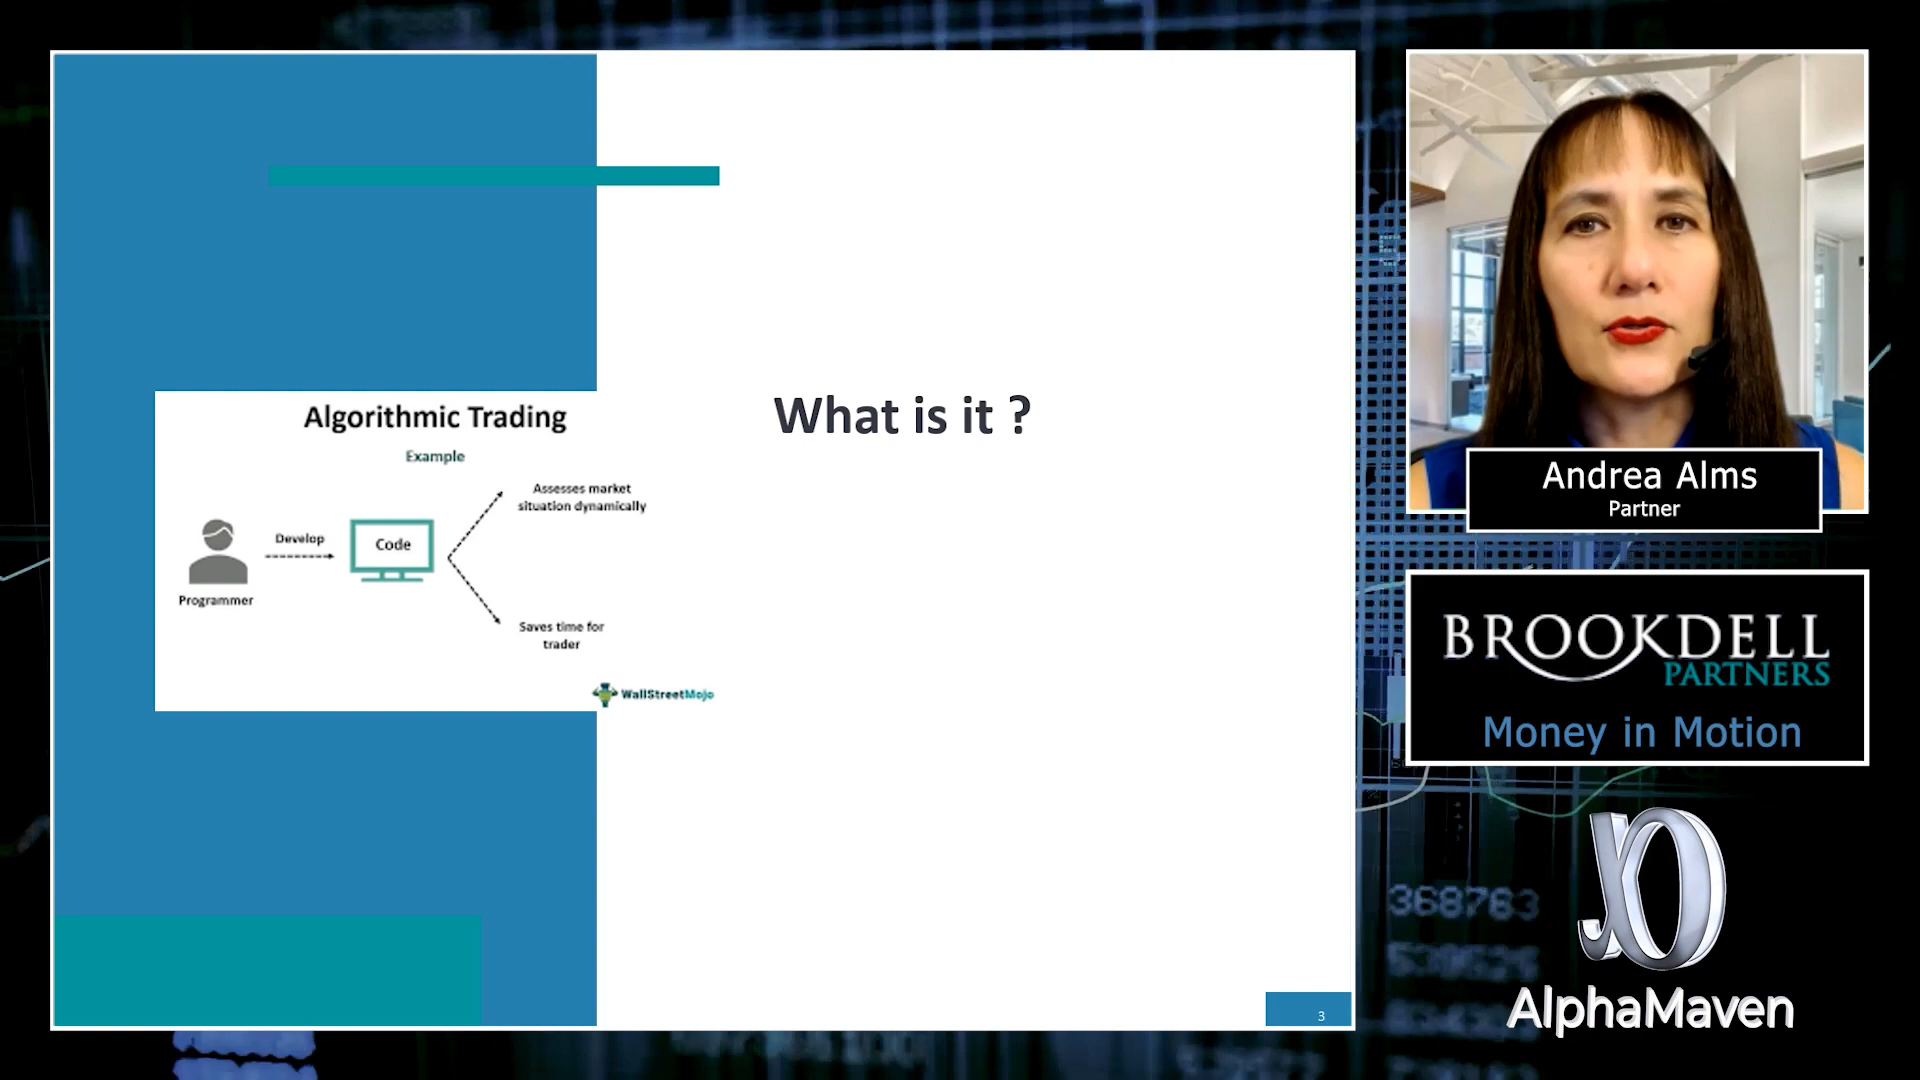 Algorithmic Trading
Example
Assesses market
situation dynamically
Develop
Code
Programmer
Saves time for
trader
WallStreetMojo
What is it ?
3
Andrea Alms
Partner
BROOKDELL
PARTNERS
Money in Motion
AlphaMaven
368763